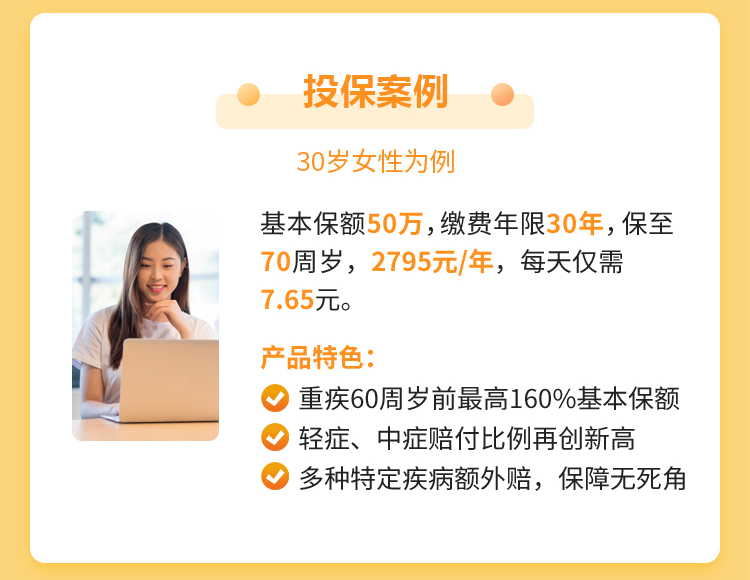 投保案例
30岁女性为例
基本保额50万，缴费年限30年，保至
70周岁，2795元/年，每天仅需
7.65元。
产品特色：
重疾60周岁前最高160%基本保额
轻症、中症赔付比例再创新高
多种特定疾病额外赔，保障无死角